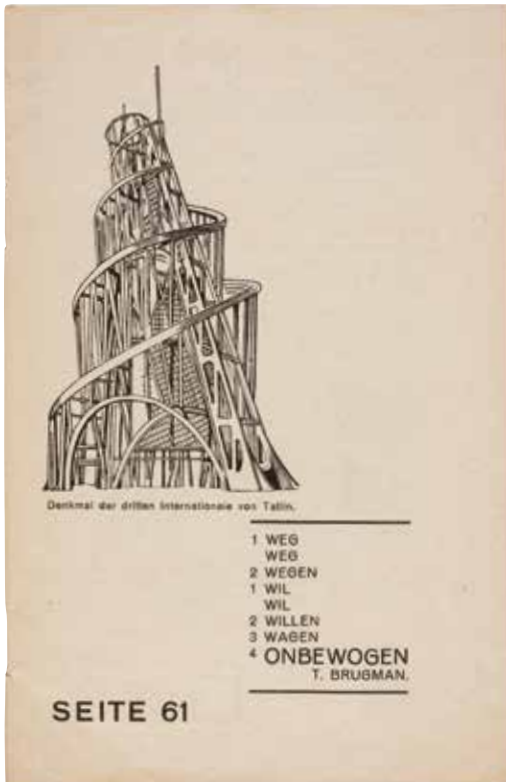 Denkmal der dritten Internationale von Tatlin.
1 WEG
WEG
2 WEGEN
1 WIL
WIL
2 WILLEN
3 WAGEN
4 ONBEWOGEN
T. BRUGMAN.
SEITE 61